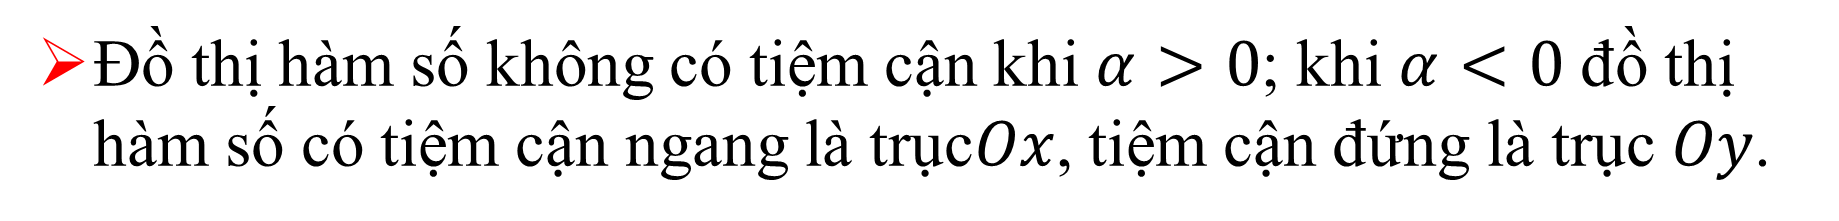 Đồ thị hàm số không có tiệm cận khi α > 0; khi α < 0 đồ thị
hàm số có tiệm cận ngang là trụcOx, tiệm cận đứng là trục Oy.